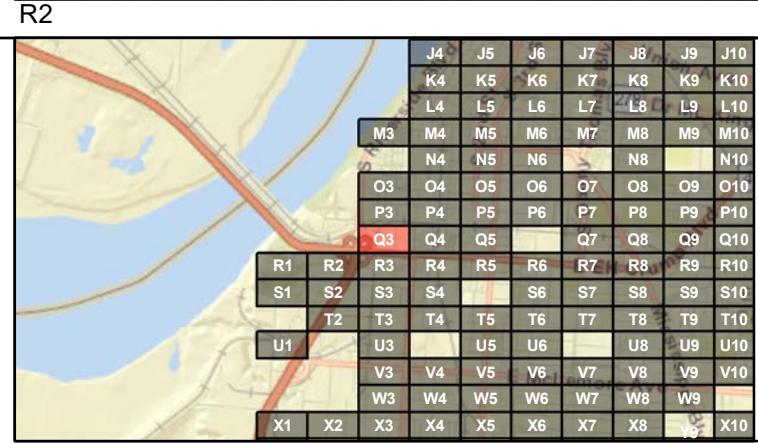 R2
J4 J5 J6 J7 J8 J9 J10
K4 K5 K6 K7 K8 K9 K10
L4 L5 L6 L7 L8 L9 L10
M3 M4 M5 M6 M7 M8 M9 M10
N4 N5 N6 N8 N10
O3 O4 O5 O6 O7 O8 O9 O10
P3 P4 P5 P6 P7 P8 P9 P10
Q3 Q4 Q5 Q7 Q8 Q9 Q10
R1 R2 R3 R4 R5 R6 R7 R8 R9 R10
S1 S2 S3 S4 S6 S7 S8 S9 S10
T2 T3 T4 T5 T6 T7 T8 T9 T10
U1 U3 U5 U6 U8 U9 U10
V3 V4 V5 V6 V7 V8 V9 V10
W3 W4 W5 W6 W7 W8 W9
X1 X2 X3 X4 X5 X6 X7 X8 Y9 X10